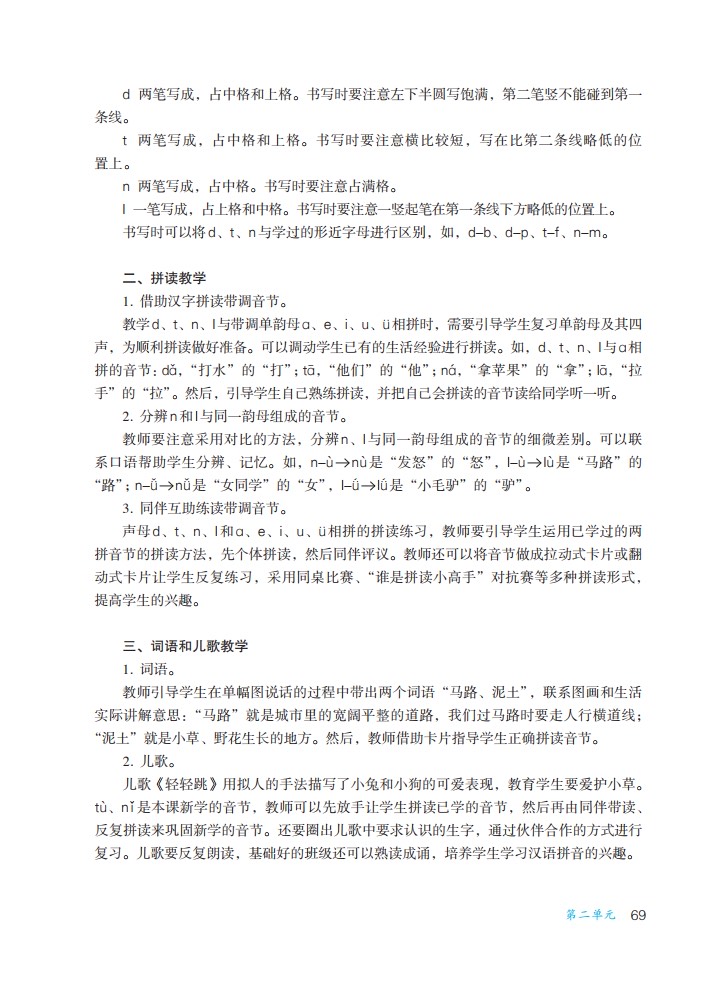 d 两笔写成，占中格和上格。书写时要注意左下半圆写饱满，第二笔竖不能碰到第一
条线。
t 两笔写成，占中格和上格。书写时要注意横比较短，写在比第二条线略低的位
置上。
n 两笔写成，占中格。书写时要注意占满格。
l 一笔写成，占上格和中格。书写时要注意一竖起笔在第一条线下方略低的位置上。
书写时可以将d、t、n与学过的形近字母进行区别，如，d–b、d–p、t–f、n–m。
二、拼读教学
1. 借助汉字拼读带调音节。
教学d、t、n、l与带调单韵母ɑ、e、i、u、ü相拼时，需要引导学生复习单韵母及其四
声，为顺利拼读做好准备。可以调动学生已有的生活经验进行拼读。如，d、t、n、l与ɑ相
拼的音节：dǎ，“打水”的“打”；tā，“他们”的“他”；ná，“拿苹果”的“拿”；lā，“拉
手”的“拉”。然后，引导学生自己熟练拼读，并把自己会拼读的音节读给同学听一听。
2. 分辨n和l与同一韵母组成的音节。
教师要注意采用对比的方法，分辨n、l与同一韵母组成的音节的细微差别。可以联
系口语帮助学生分辨、记忆。如，n–ù→nù是“发怒”的“怒”，l–ù→lù是“马路”的
“路”；n–ǚ→nǚ是“女同学”的“女”，l–ǘ→lǘ是“小毛驴”的“驴”。
3. 同伴互助练读带调音节。
声母d、t、n、l和ɑ、e、i、u、ü相拼的拼读练习，教师要引导学生运用已学过的两
拼音节的拼读方法，先个体拼读，然后同伴评议。教师还可以将音节做成拉动式卡片或翻
动式卡片让学生反复练习，采用同桌比赛、“谁是拼读小高手”对抗赛等多种拼读形式，
提高学生的兴趣。
三、词语和儿歌教学
1. 词语。
教师引导学生在单幅图说话的过程中带出两个词语“马路、泥土”，联系图画和生活
实际讲解意思：“马路”就是城市里的宽阔平整的道路，我们过马路时要走人行横道线；
“泥土”就是小草、野花生长的地方。然后，教师借助卡片指导学生正确拼读音节。
2. 儿歌。
儿歌《轻轻跳》用拟人的手法描写了小兔和小狗的可爱表现，教育学生要爱护小草。
tù、nǐ是本课新学的音节，教师可以先放手让学生拼读已学的音节，然后再由同伴带读、
反复拼读来巩固新学的音节。还要圈出儿歌中要求认识的生字，通过伙伴合作的方式进行
复习。儿歌要反复朗读，基础好的班级还可以熟读成诵，培养学生学习汉语拼音的兴趣。
第二单元 69